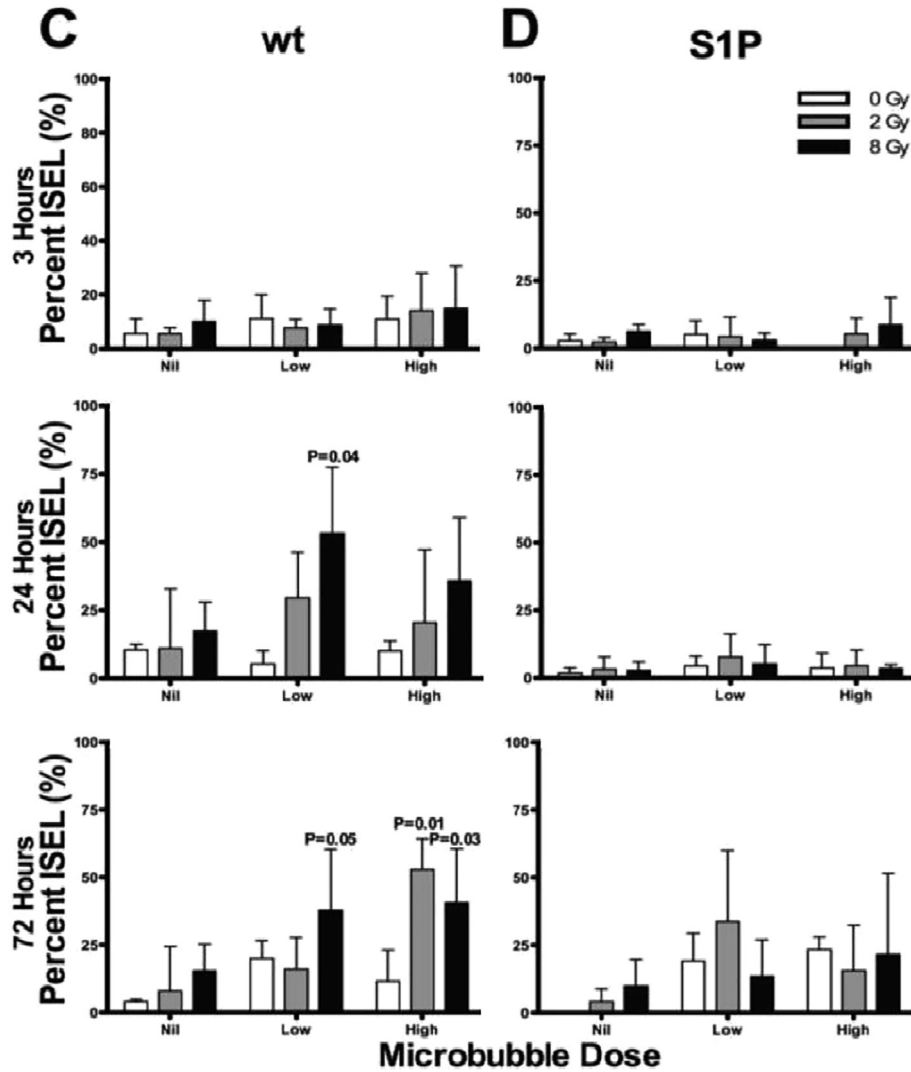 C wt D S1P
0 Gy
2 Gy
8 Gy
3 Hours
Percent ISEL (%)
100
80
60
40
20
0
Nil Low High
100
75
50
25
0
Nil Low High
24 Hours
Percent ISEL (%)
100
75
50
25
0
P=0.04
Nil Low High
100
75
50
25
0
Nil Low High
72 Hours
Percent ISEL (%)
100
75
50
25
0
P=0.05
P=0.01
P=0.03
Nil Low High
100
75
50
25
0
Nil Low High
Microbubble Dose